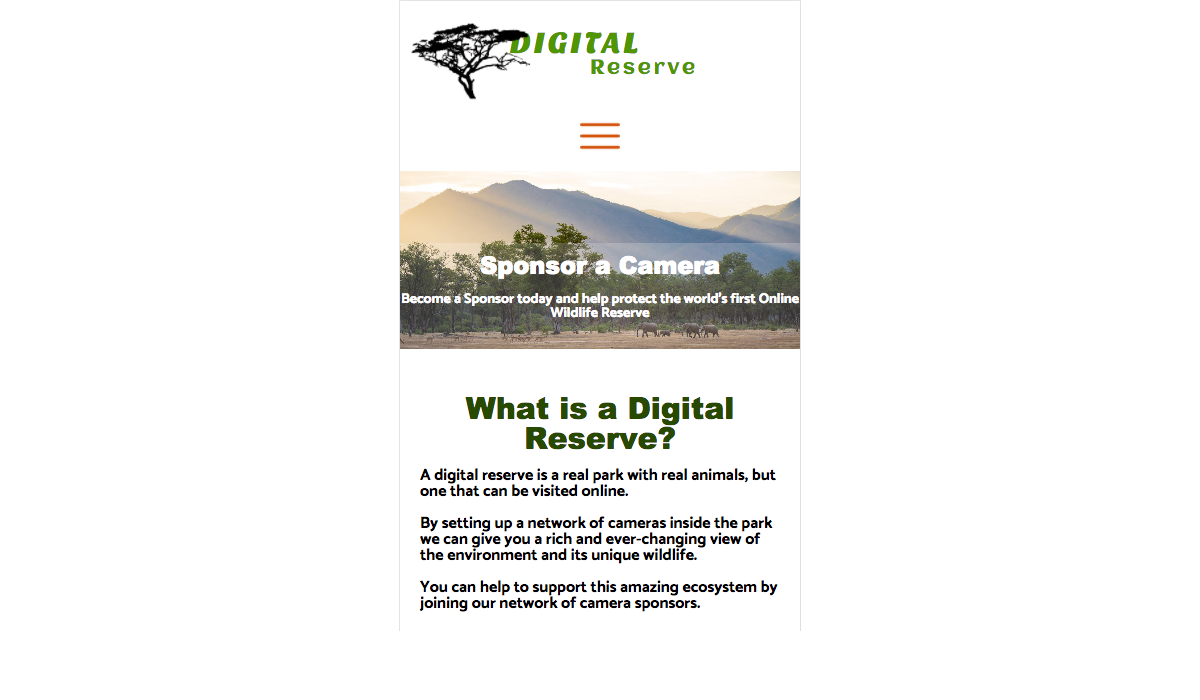 DIGITAL
Reserve
Sponsor a Camera
Become a Sponsor today and help protect the world's first Online
Wildlife Reserve
What is a Digital
Reserve?
A digital reserve is a real park with real animals, but
one that can be visited online.
By setting up a network of cameras inside the park
we can give you a rich and ever-changing view of
the environment and its unique wildlife.
You can help to support this amazing ecosystem by
joining our network of camera sponsors.